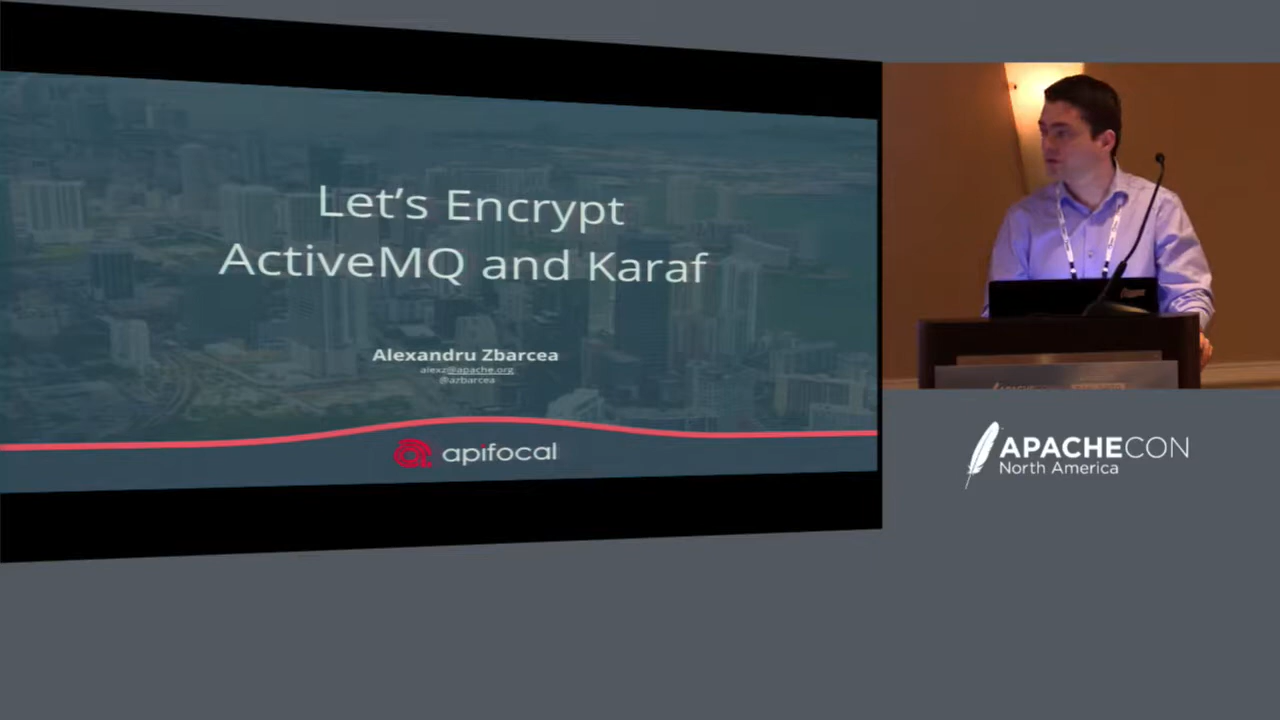 Let's Encrypt
ActiveMQ and Karaf
Alexandru Zbarcea
alexz@apache.org
@azbarcea
apifocal
APACHECON
North America